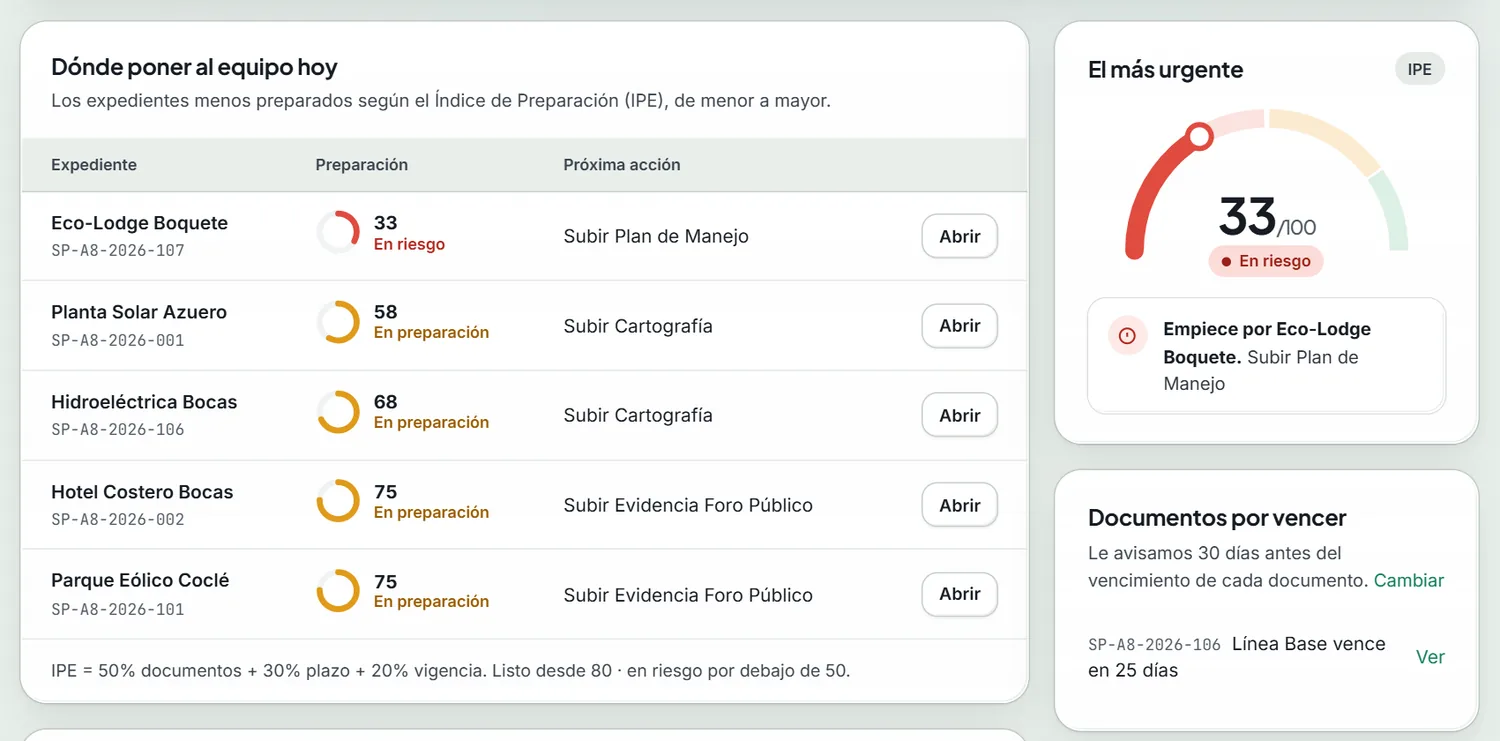 Dónde poner al equipo hoy
Los expedientes menos preparados según el Índice de Preparación (IPE), de menor a mayor.
Expediente Preparación Próxima acción
Eco-Lodge Boquete
SP-A8-2026-107
33
En riesgo
Subir Plan de Manejo
Abrir
Planta Solar Azuero
SP-A8-2026-001
58
En preparación
Subir Cartografía
Abrir
Hidroeléctrica Bocas
SP-A8-2026-106
68
En preparación
Subir Cartografía
Abrir
Hotel Costero Bocas
SP-A8-2026-002
75
En preparación
Subir Evidencia Foro Público
Abrir
Parque Eólico Coclé
SP-A8-2026-101
75
En preparación
Subir Evidencia Foro Público
Abrir
IPE = 50% documentos + 30% plazo + 20% vigencia. Listo desde 80 · en riesgo por debajo de 50.
El más urgente
IPE
33/100
En riesgo
Empiece por Eco-Lodge
Boquete. Subir Plan de
Manejo
Documentos por vencer
Le avisamos 30 días antes del
vencimiento de cada documento. Cambiar
SP-A8-2026-106 Línea Base vence
en 25 días
Ver